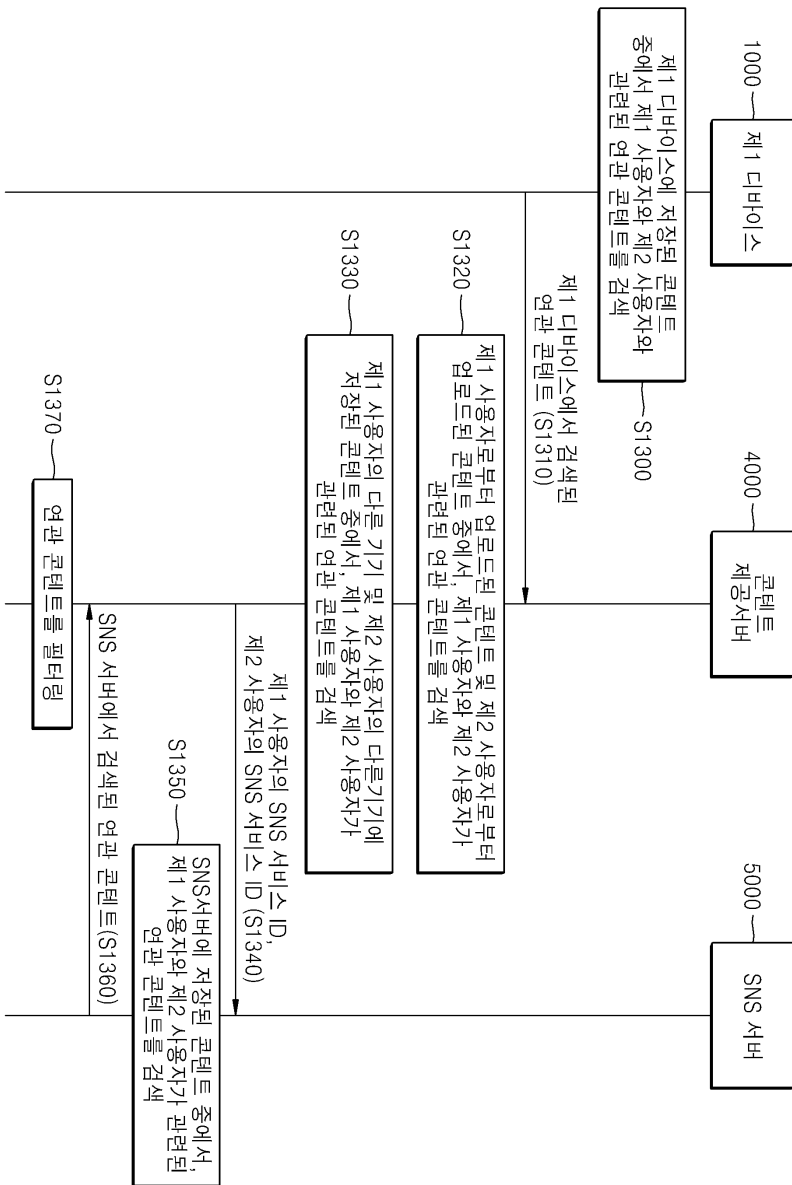 1000
제1 디바이스
4000
콘텐트
제공서버
5000
SNS 서버
제1 디바이스에 저장된 콘텐트
중에서 제1 사용자와 제2 사용자와
관련된 연관 콘텐트를 검색
S1300
제1 디바이스에서 검색된
연관 콘텐트 (S1310)
S1320
제1 사용자로부터 업로드된 콘텐트 및 제2 사용자로부터
업로드된 콘텐트 중에서, 제1 사용자와 제2 사용자가
관련된 연관 콘텐트를 검색
S1330
제1 사용자의 다른 기기 및 제2 사용자의 다른기기에
저장된 콘텐트 중에서, 제1 사용자와 제2 사용자가
관련된 연관 콘텐트를 검색
제1 사용자의 SNS 서비스 ID,
제2 사용자의 SNS 서비스 ID (S1340)
S1350
SNS서버에 저장된 콘텐트 중에서,
제1 사용자와 제2 사용자가 관련된
연관 콘텐트를 검색
SNS 서버에서 검색된 연관 콘텐트(S1360)
S1370
연관 콘텐트를 필터링